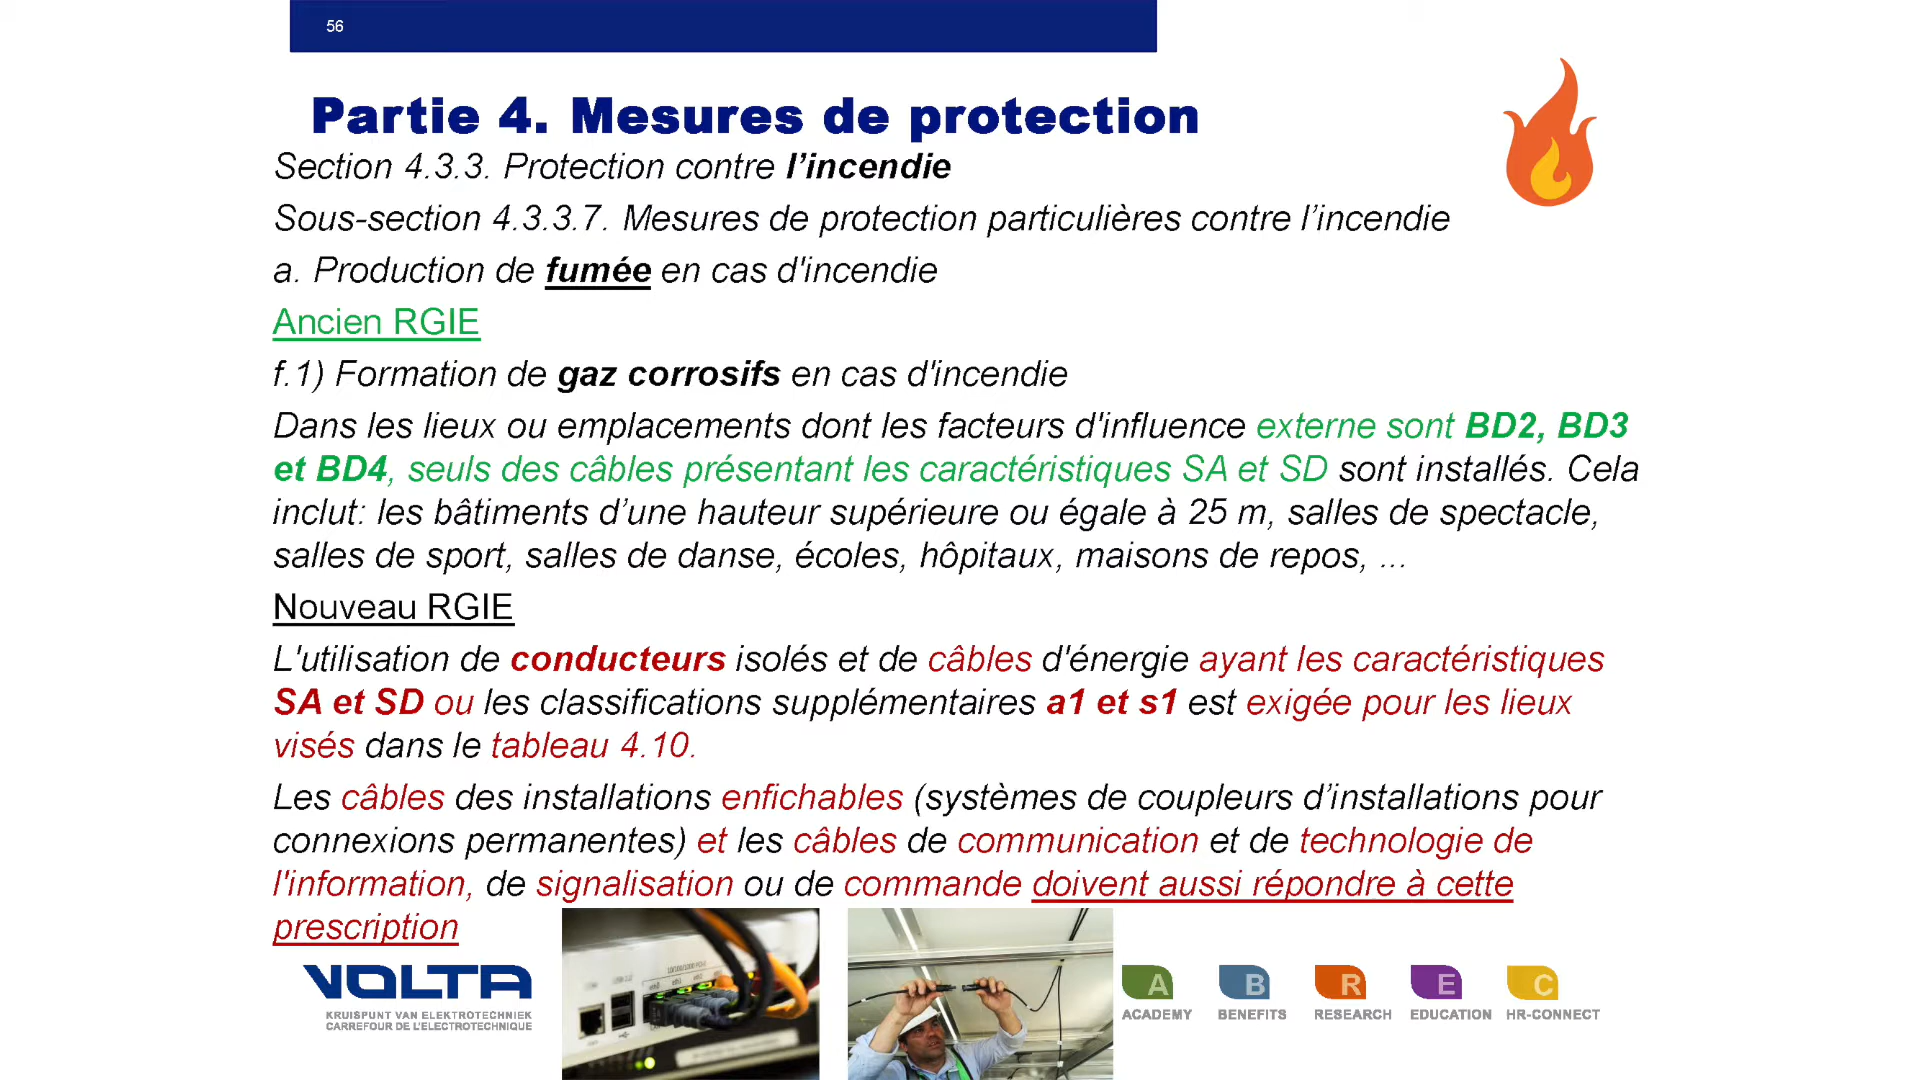 56
Partie 4. Mesures de protection
Section 4.3.3. Protection contre l’incendie
Sous-section 4.3.3.7. Mesures de protection particulières contre l’incendie
a. Production de fumée en cas d'incendie
Ancien RGIE
f.1) Formation de gaz corrosifs en cas d'incendie
Dans les lieux ou emplacements dont les facteurs d'influence externe sont BD2, BD3
et BD4, seuls des câbles présentant les caractéristiques SA et SD sont installés. Cela
inclut: les bâtiments d’une hauteur supérieure ou égale à 25 m, salles de spectacle,
salles de sport, salles de danse, écoles, hôpitaux, maisons de repos, ...
Nouveau RGIE
L'utilisation de conducteurs isolés et de câbles d'énergie ayant les caractéristiques
SA et SD ou les classifications supplémentaires a1 et s1 est exigée pour les lieux
visés dans le tableau 4.10.
Les câbles des installations enfichables (systèmes de coupleurs d’installations pour
connexions permanentes) et les câbles de communication et de technologie de
l'information, de signalisation ou de commande doivent aussi répondre à cette
prescription
VOLTA
KRUISPUNT VAN ELEKTROTECHNIEK
CARREFOUR DE L'ELECTROTECHNIQUE
A B R E C
ACADEMY BENEFITS RESEARCH EDUCATION HR-CONNECT